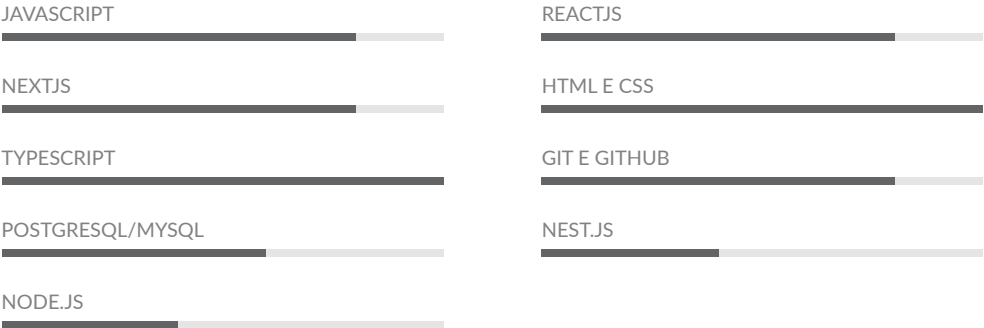 JAVASCRIPT
REACTJS
NEXTJS
HTML E CSS
TYPESCRIPT
GIT E GITHUB
POSTGRESQL/MYSQL
NEST.JS
NODE.JS